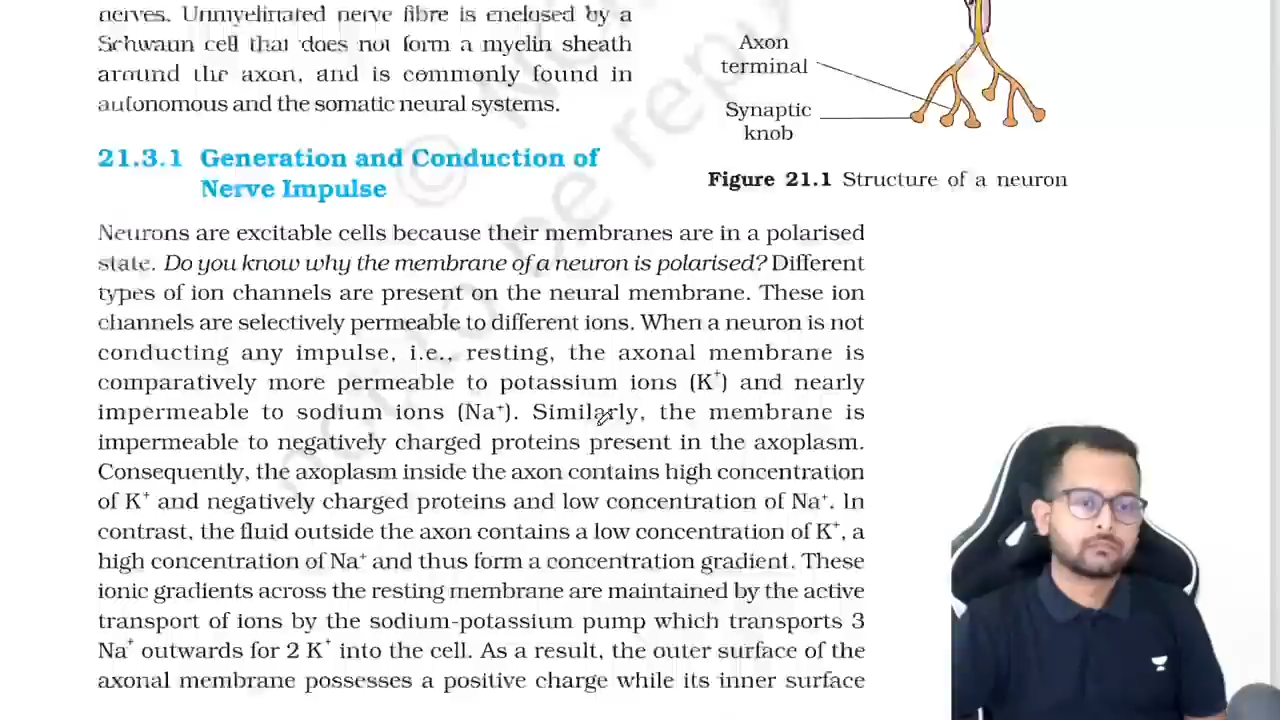 nerves. Unmyelinated nerve fibre is enclosed by a
Schwann cell that does not form a myelin sheath
around the axon, and is commonly found in
autonomous and the somatic neural systems.
Axon
terminal
Synaptic
knob
Figure 21.1 Structure of a neuron
21.3.1 Generation and Conduction of
Nerve Impulse
Neurons are excitable cells because their membranes are in a polarised
state. Do you know why the membrane of a neuron is polarised? Different
types of ion channels are present on the neural membrane. These ion
channels are selectively permeable to different ions. When a neuron is not
conducting any impulse, i.e., resting, the axonal membrane is
comparatively more permeable to potassium ions (K⁺) and nearly
impermeable to sodium ions (Na⁺). Similarly, the membrane is
impermeable to negatively charged proteins present in the axoplasm.
Consequently, the axoplasm inside the axon contains high concentration
of K⁺ and negatively charged proteins and low concentration of Na⁺. In
contrast, the fluid outside the axon contains a low concentration of K⁺, a
high concentration of Na⁺ and thus form a concentration gradient. These
ionic gradients across the resting membrane are maintained by the active
transport of ions by the sodium-potassium pump which transports 3
Na⁺ outwards for 2 K⁺ into the cell. As a result, the outer surface of the
axonal membrane possesses a positive charge while its inner surface
not to be repu